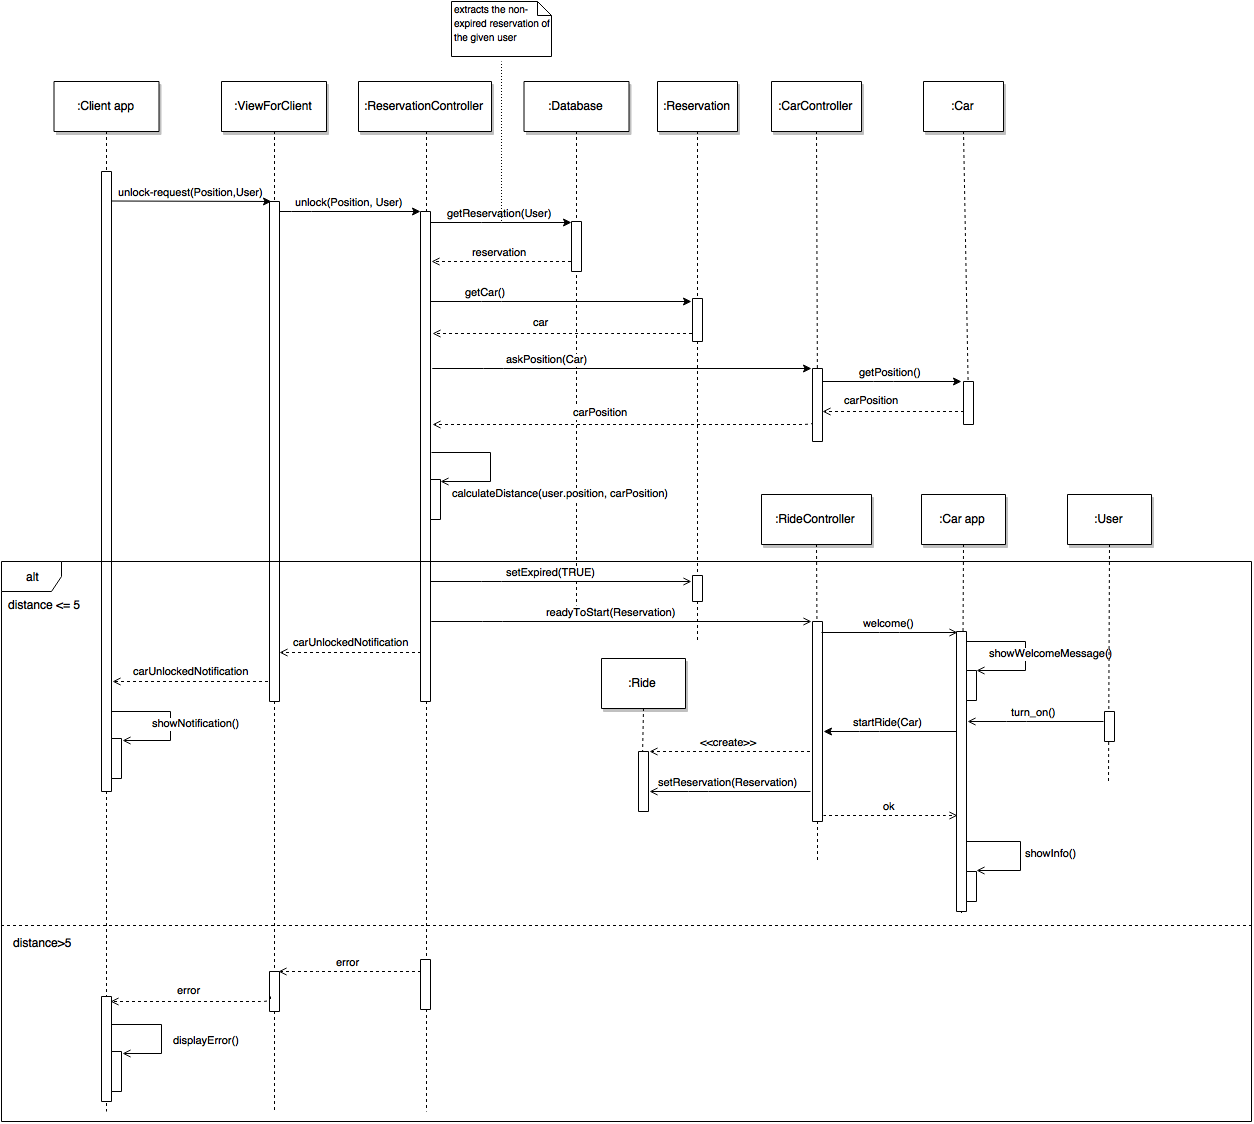 extracts the non-
expired reservation of
the given user
:Client app
:ViewForClient
:ReservationController
:Database
:Reservation
:CarController
:Car
unlock-request(Position,User)
unlock(Position, User)
getReservation(User)
reservation
getCar()
car
askPosition(Car)
getPosition()
carPosition
carPosition
calculateDistance(user.position, carPosition)
:RideController
:Car app
:User
alt
setExpired(TRUE)
distance <= 5
readyToStart(Reservation)
welcome()
carUnlockedNotification
showWelcomeMessage()
carUnlockedNotification
:Ride
turn_on()
showNotification()
startRide(Car)
<<create>>
setReservation(Reservation)
ok
showInfo()
distance>5
error
error
displayError()